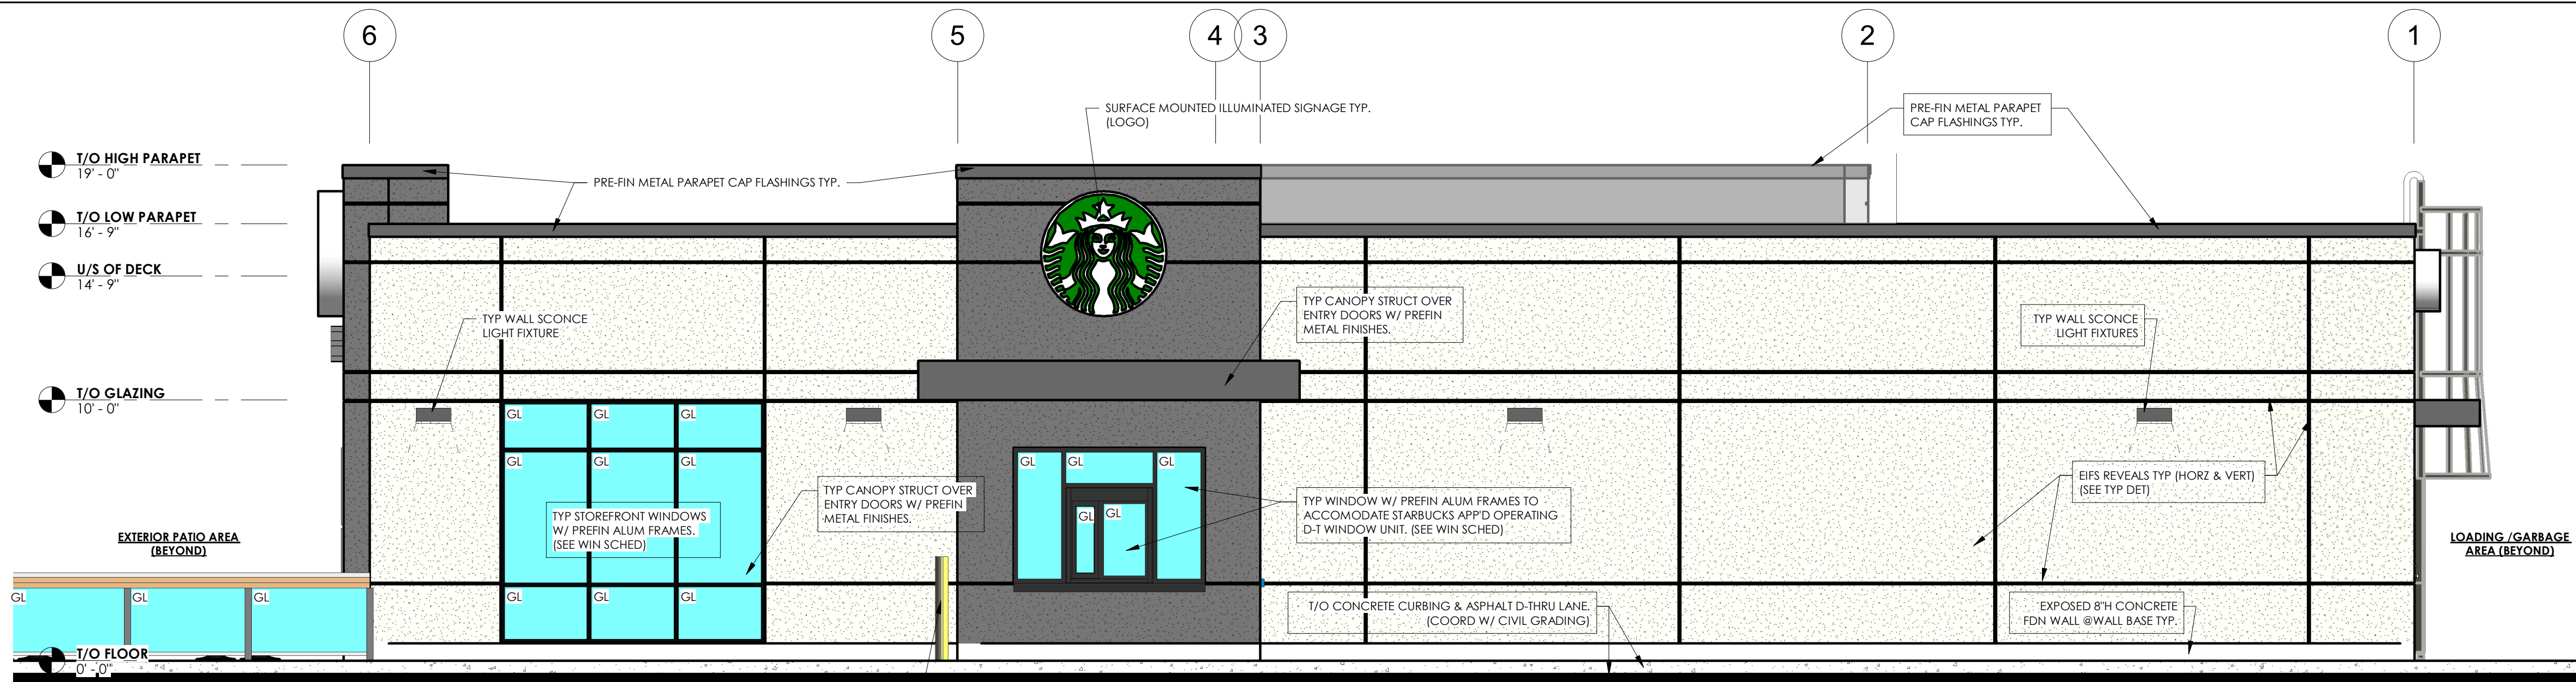 6
5
4
3
2
1
SURFACE MOUNTED ILLUMINATED SIGNAGE TYP.
(LOGO)
PRE-FIN METAL PARAPET
CAP FLASHINGS TYP.
T/O HIGH PARAPET
19' - 0"
PRE-FIN METAL PARAPET CAP FLASHINGS TYP.
T/O LOW PARAPET
16' - 9"
U/S OF DECK
14' - 9"
TYP WALL SCONCE
LIGHT FIXTURE
TYP CANOPY STRUCT OVER
ENTRY DOORS W/ PREFIN
METAL FINISHES.
TYP WALL SCONCE
LIGHT FIXTURES
T/O GLAZING
10' - 0"
GL
GL
GL
GL
GL
GL
GL
GL
GL
TYP STOREFRONT WINDOWS
W/ PREFIN ALUM FRAMES.
(SEE WIN SCHED)
TYP CANOPY STRUCT OVER
ENTRY DOORS W/ PREFIN
METAL FINISHES.
GL
GL
GL
GL
GL
TYP WINDOW W/ PREFIN ALUM FRAMES TO
ACCOMODATE STARBUCKS APP'D OPERATING
D-T WINDOW UNIT. (SEE WIN SCHED)
EIFS REVEALS TYP (HORZ & VERT)
(SEE TYP DET)
EXTERIOR PATIO AREA
(BEYOND)
LOADING /GARBAGE
AREA (BEYOND)
GL
GL
GL
T/O CONCRETE CURBING & ASPHALT D-THRU LANE.
(COORD W/ CIVIL GRADING)
EXPOSED 8"H CONCRETE
FDN WALL @WALL BASE TYP.
T/O FLOOR
0' - 0"